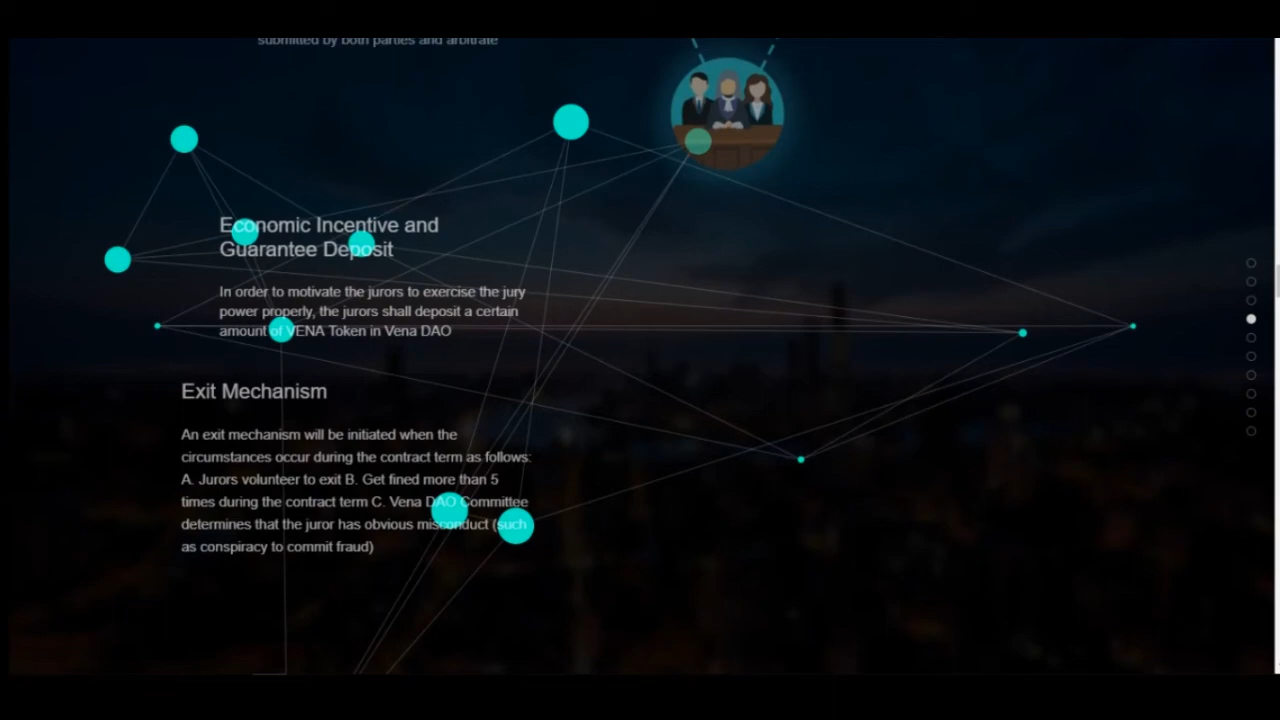 submitted by both parties and arbitrate
Economic Incentive and
Guarantee Deposit
In order to motivate the jurors to exercise the jury
power properly, the jurors shall deposit a certain
amount of VENA Token in Vena DAO
Exit Mechanism
An exit mechanism will be initiated when the
circumstances occur during the contract term as follows:
A. Jurors volunteer to exit B. Get fined more than 5
times during the contract term C. Vena DAO Committee
determines that the juror has obvious misconduct (such
as conspiracy to commit fraud)